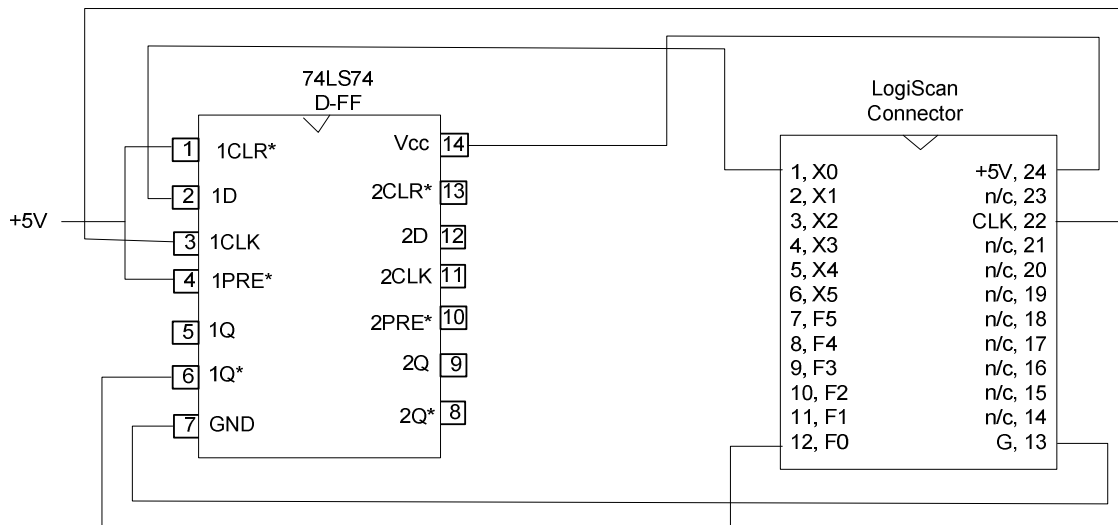 74LS74
D-FF
LogiScan
Connector
+5V
1 1CLR*
2 1D
3 1CLK
4 1PRE*
5 1Q
6 1Q*
7 GND
Vcc 14
2CLR* 13
2D 12
2CLK 11
2PRE* 10
2Q 9
2Q* 8
1, X0
2, X1
3, X2
4, X3
5, X4
6, X5
7, F5
8, F4
9, F3
10, F2
11, F1
12, F0
+5V, 24
n/c, 23
CLK, 22
n/c, 21
n/c, 20
n/c, 19
n/c, 18
n/c, 17
n/c, 16
n/c, 15
n/c, 14
G, 13